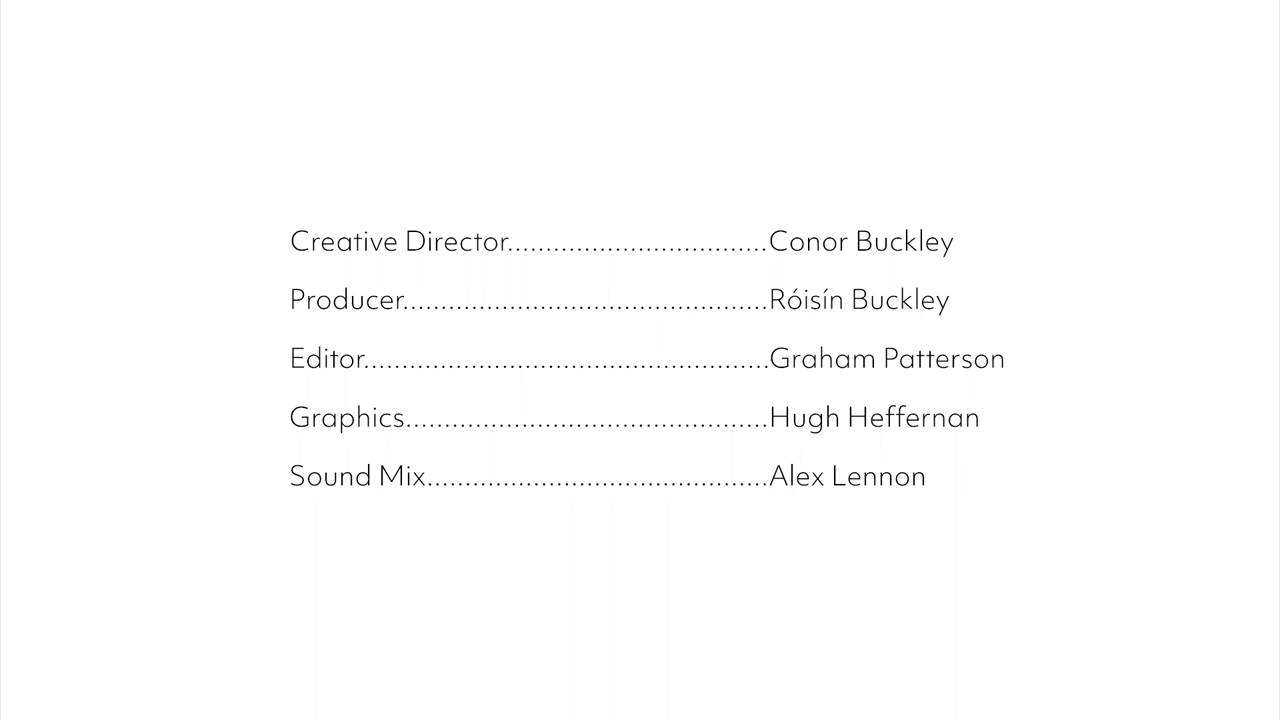 Creative Director..................................Conor Buckley
Producer................................................Róisín Buckley
Editor.....................................................Graham Patterson
Graphics...............................................Hugh Heffernan
Sound Mix............................................Alex Lennon